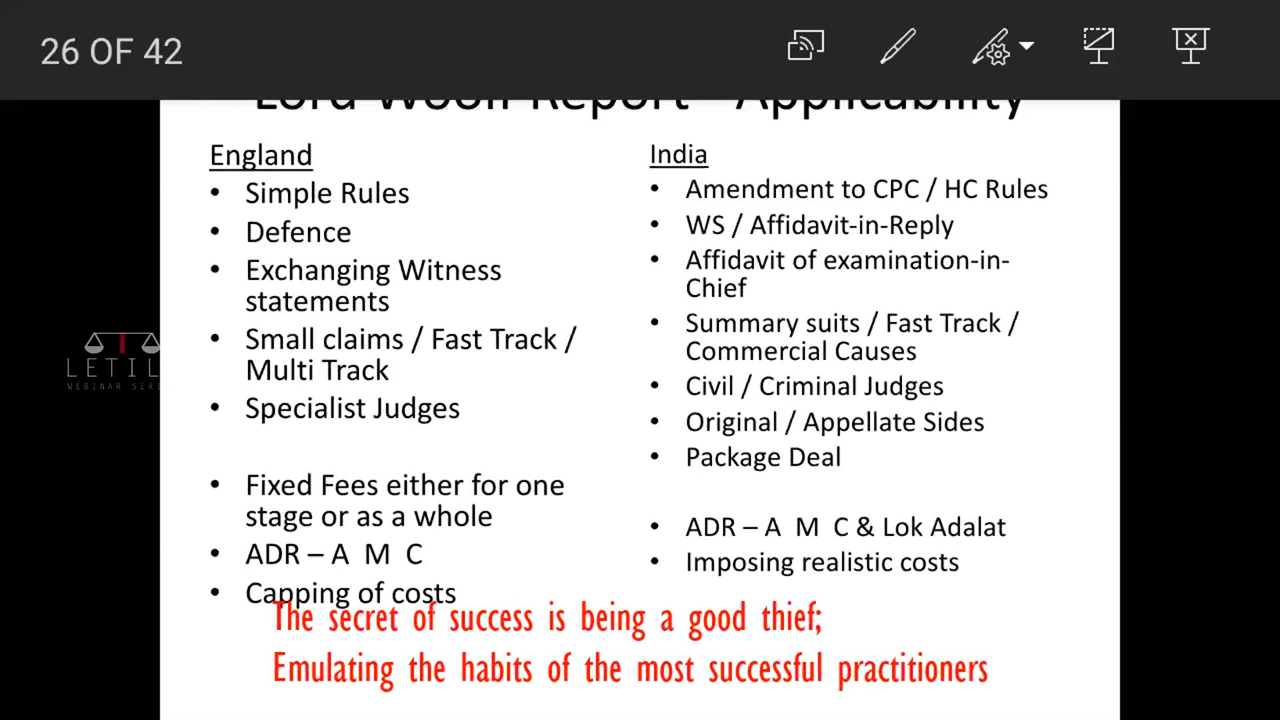 26 OF 42
Lord Woolf Report - Applicability
England
• Simple Rules
• Defence
• Exchanging Witness
statements
• Small claims / Fast Track /
Multi Track
• Specialist Judges
• Fixed Fees either for one
stage or as a whole
• ADR – A M C
• Capping of costs
India
• Amendment to CPC / HC Rules
• WS / Affidavit-in-Reply
• Affidavit of examination-in-
Chief
• Summary suits / Fast Track /
Commercial Causes
• Civil / Criminal Judges
• Original / Appellate Sides
• Package Deal
• ADR – A M C & Lok Adalat
• Imposing realistic costs
The secret of success is being a good thief;
Emulating the habits of the most successful practitioners
LETIL
WEBINAR SERI